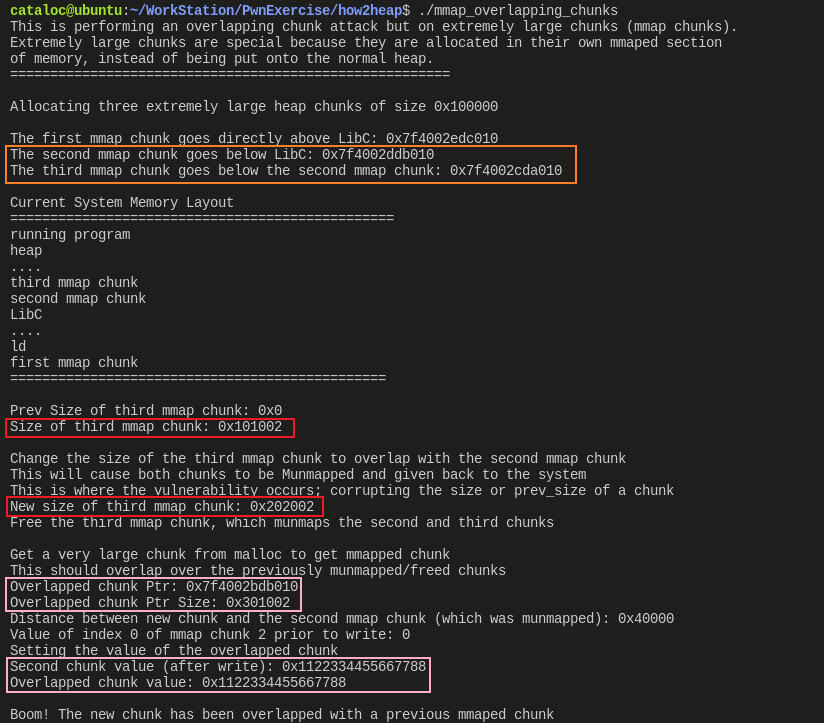 cataloc@ubuntu:~/WorkStation/PwnExercise/how2heap$ ./mmap_overlapping_chunks
This is performing an overlapping chunk attack but on extremely large chunks (mmap chunks).
Extremely large chunks are special because they are allocated in their own mmaped section
of memory, instead of being put onto the normal heap.
=======================================================

Allocating three extremely large heap chunks of size 0x100000

The first mmap chunk goes directly above LibC: 0x7f4002edc010
The second mmap chunk goes below LibC: 0x7f4002ddb010
The third mmap chunk goes below the second mmap chunk: 0x7f4002cda010

Current System Memory Layout
================================================
running program
heap
....
third mmap chunk
second mmap chunk
LibC
....
ld
first mmap chunk
===============================================

Prev Size of third mmap chunk: 0x0
Size of third mmap chunk: 0x101002

Change the size of the third mmap chunk to overlap with the second mmap chunk
This will cause both chunks to be Munmapped and given back to the system
This is where the vulnerability occurs; corrupting the size or prev_size of a chunk
New size of third mmap chunk: 0x202002
Free the third mmap chunk, which munmaps the second and third chunks

Get a very large chunk from malloc to get mmapped chunk
This should overlap over the previously munmapped/freed chunks
Overlapped chunk Ptr: 0x7f4002bdb010
Overlapped chunk Ptr Size: 0x301002
Distance between new chunk and the second mmap chunk (which was munmapped): 0x40000
Value of index 0 of mmap chunk 2 prior to write: 0
Setting the value of the overlapped chunk
Second chunk value (after write): 0x1122334455667788
Overlapped chunk value: 0x1122334455667788

Boom! The new chunk has been overlapped with a previous mmaped chunk